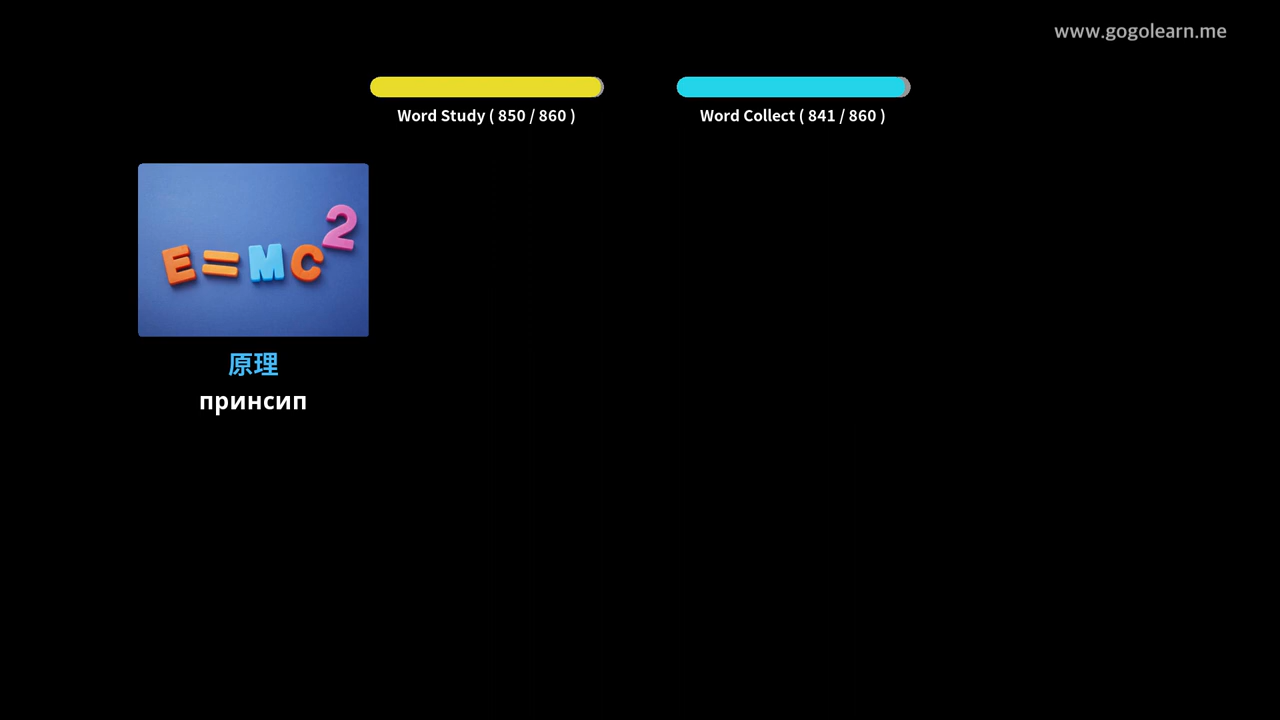 www.gogolearn.me
Word Study ( 850 / 860 )
Word Collect ( 841 / 860 )
E=MC²
原理
принсип